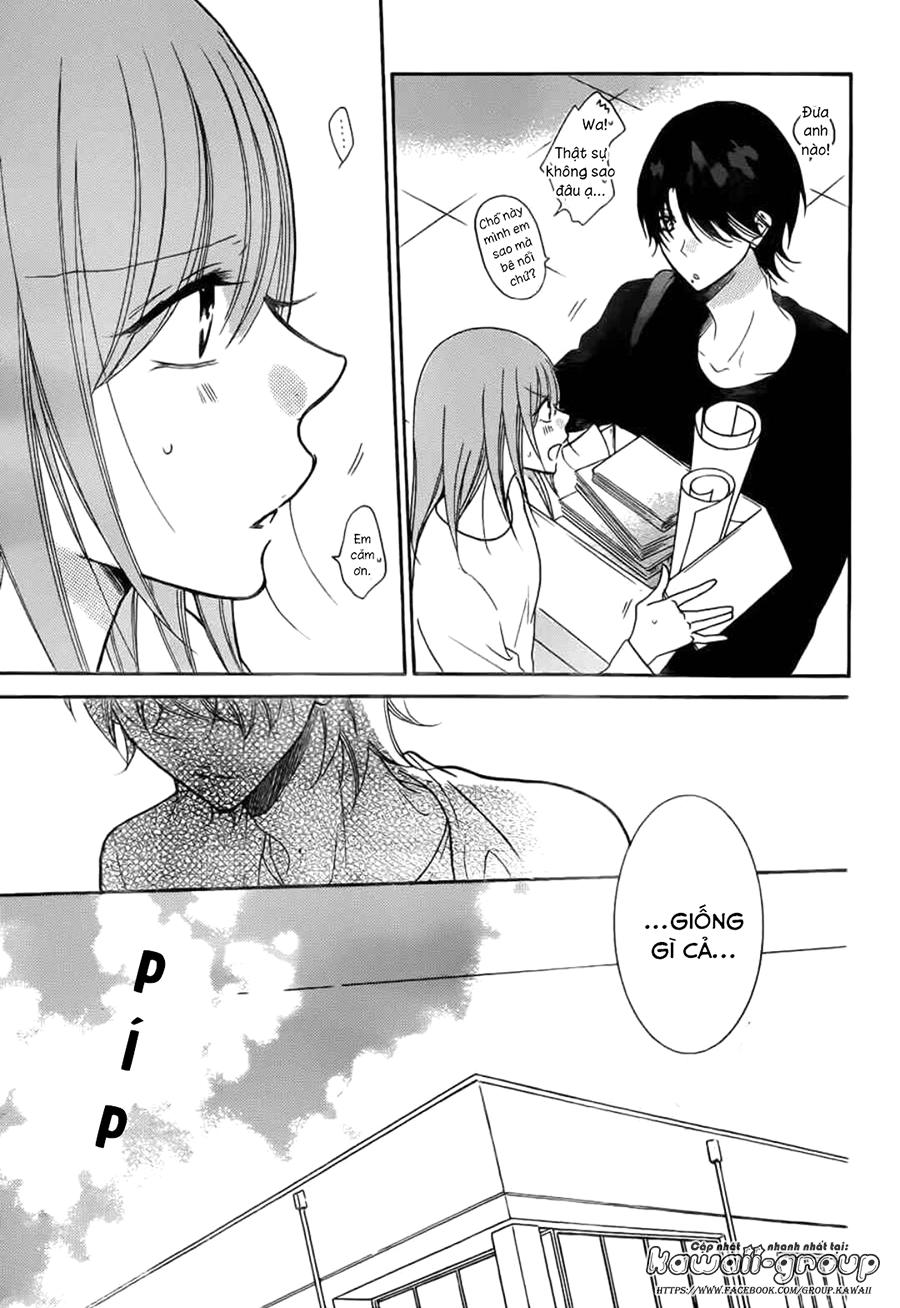 Đưa
anh
nào!
Wa!
Thật sự
không sao
đâu ạ...
Chỗ này
mình em
sao mà
bê nổi
chứ?
......
Em
cảm
ơn.
...GIỐNG
GÌ CẢ...
PÍP
Cập nhật nhanh nhất tại:
kawaii-group
HTTPS://WWW.FACEBOOK.COM/GROUP.KAWAII